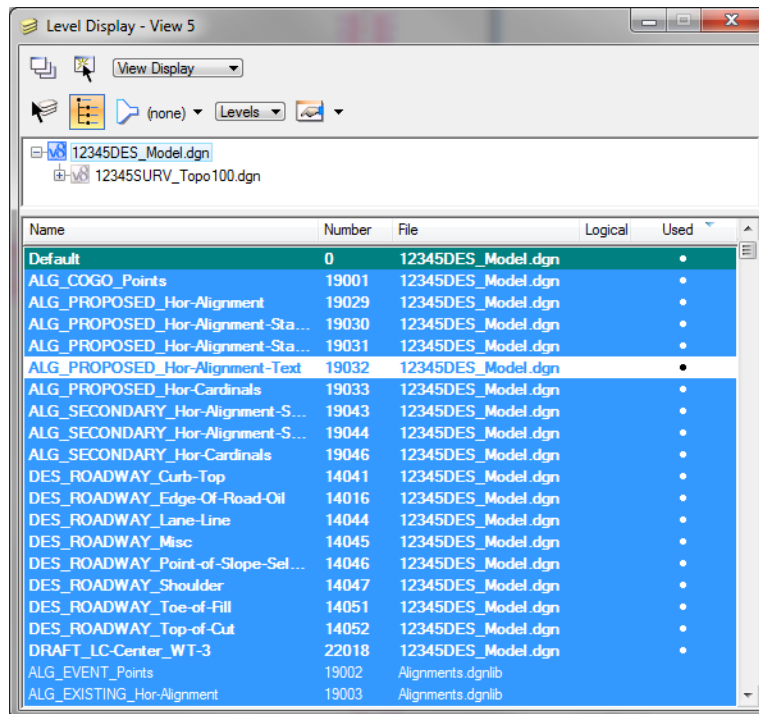 Level Display - View 5
View Display
(none) Levels
12345DES_Model.dgn
12345SURV_Topo100.dgn
Name Number File Logical Used
Default 0 12345DES_Model.dgn
ALG_COGO_Points 19001 12345DES_Model.dgn
ALG_PROPOSED_Hor-Alignment 19029 12345DES_Model.dgn
ALG_PROPOSED_Hor-Alignment-Sta... 19030 12345DES_Model.dgn
ALG_PROPOSED_Hor-Alignment-Sta... 19031 12345DES_Model.dgn
ALG_PROPOSED_Hor-Alignment-Text 19032 12345DES_Model.dgn
ALG_PROPOSED_Hor-Cardinals 19033 12345DES_Model.dgn
ALG_SECONDARY_Hor-Alignment-S... 19043 12345DES_Model.dgn
ALG_SECONDARY_Hor-Alignment-S... 19044 12345DES_Model.dgn
ALG_SECONDARY_Hor-Cardinals 19046 12345DES_Model.dgn
DES_ROADWAY_Curb-Top 14041 12345DES_Model.dgn
DES_ROADWAY_Edge-Of-Road-Oil 14016 12345DES_Model.dgn
DES_ROADWAY_Lane-Line 14044 12345DES_Model.dgn
DES_ROADWAY_Misc 14045 12345DES_Model.dgn
DES_ROADWAY_Point-of-Slope-Sel... 14046 12345DES_Model.dgn
DES_ROADWAY_Shoulder 14047 12345DES_Model.dgn
DES_ROADWAY_Toe-of-Fill 14051 12345DES_Model.dgn
DES_ROADWAY_Top-of-Cut 14052 12345DES_Model.dgn
DRAFT_LC-Center_WT-3 22018 12345DES_Model.dgn
ALG_EVENT_Points 19002 Alignments.dgnlib
ALG_EXISTING_Hor-Alignment 19003 Alignments.dgnlib